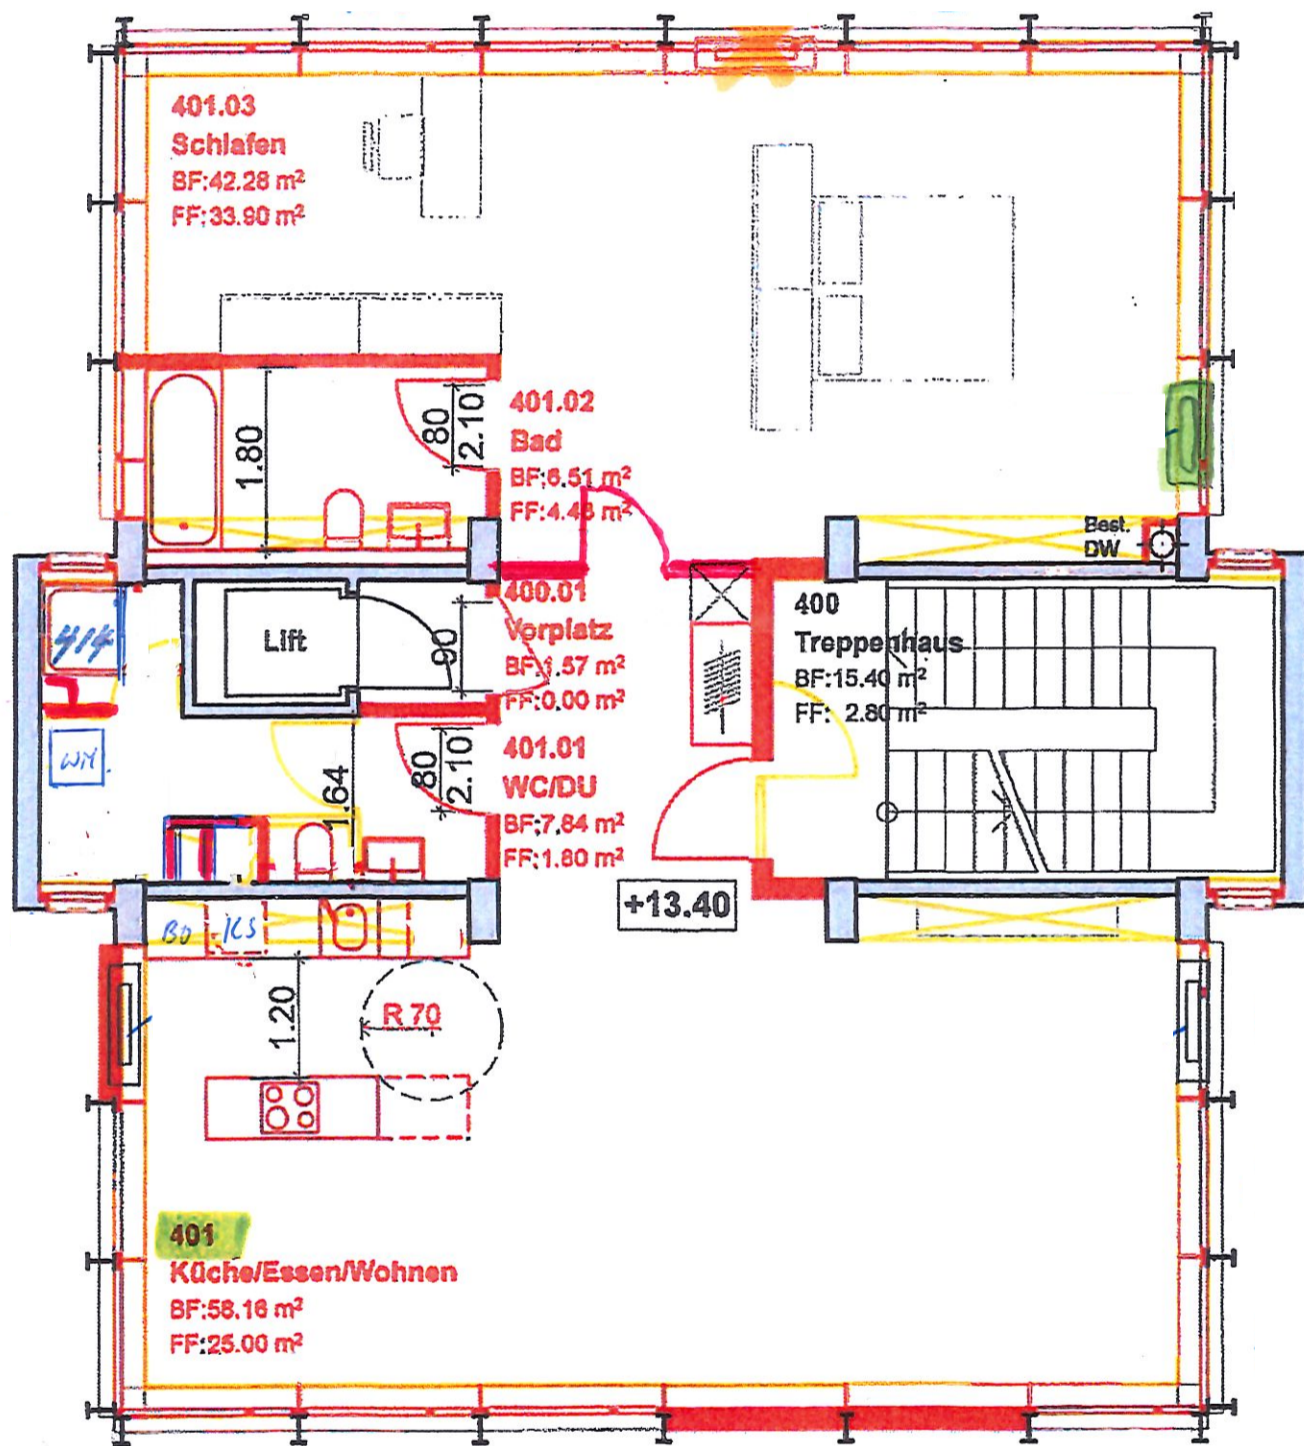 401.03
Schlafen
BF:42.28 m²
FF:33.90 m²
1.80
80
2.10
401.02
Bad
BF:6.51 m²
FF:4.48 m²
Best.
DW
414
Lift
90
400.01
Vorplatz
BF:1.57 m²
FF:0.00 m²
400
Treppenhaus
BF:15.40 m²
FF: 2.80 m²
WM
1.64
80
2.10
401.01
WC/DU
BF:7.84 m²
FF:1.80 m²
+13.40
BO
KS
1.20
R 70
401
Küche/Essen/Wohnen
BF:58.16 m²
FF:25.00 m²